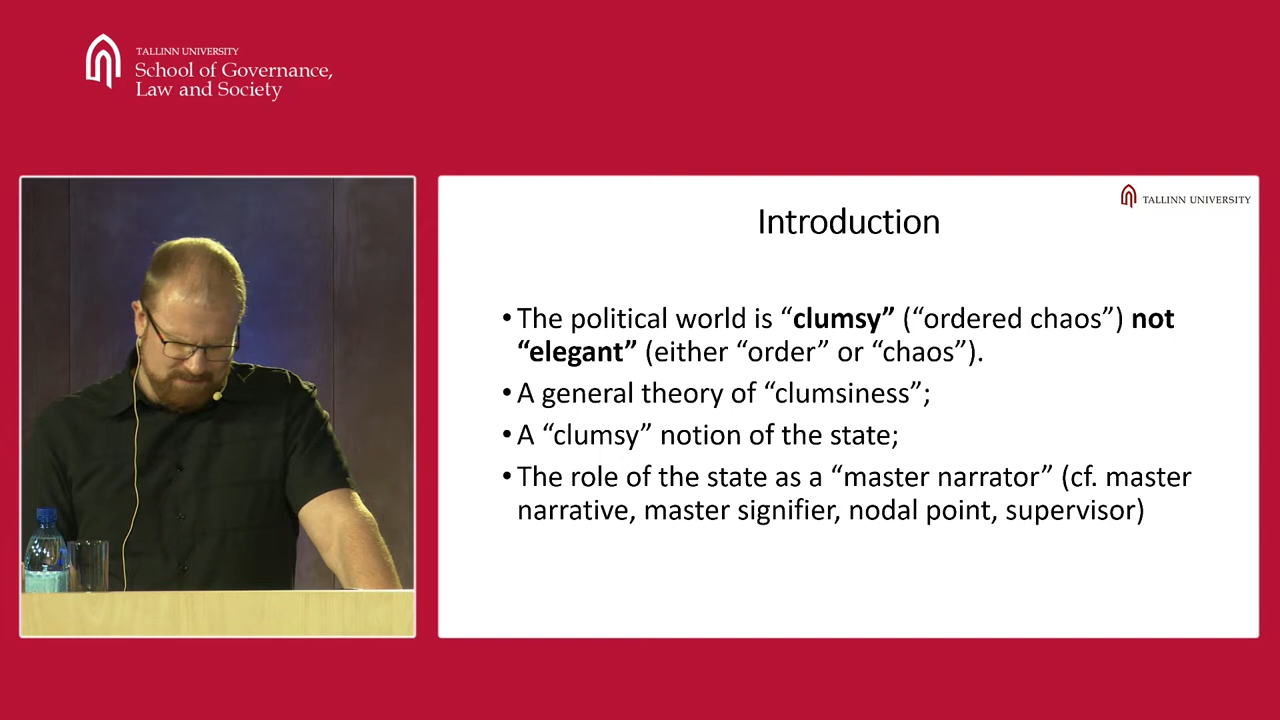 TALLINN UNIVERSITY
School of Governance,
Law and Society
TALLINN UNIVERSITY
Introduction
• The political world is “clumsy” (“ordered chaos”) not
“elegant” (either “order” or “chaos”).
• A general theory of “clumsiness”;
• A “clumsy” notion of the state;
• The role of the state as a “master narrator” (cf. master
narrative, master signifier, nodal point, supervisor)